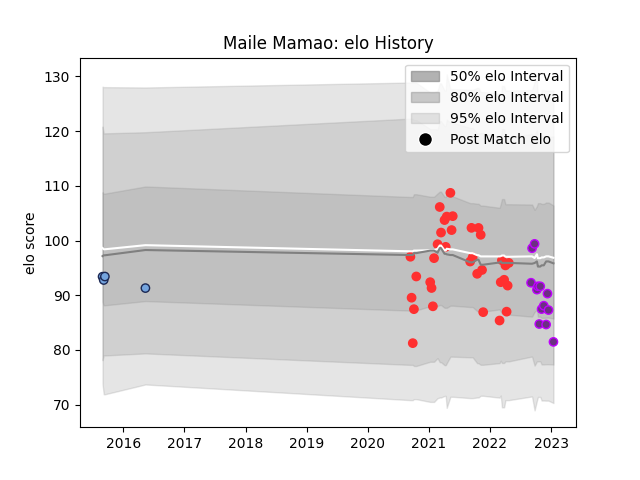 Maile Mamao: elo History
50% elo Interval
80% elo Interval
95% elo Interval
Post Match elo
elo score
130
120
110
100
90
80
70
2016 2017 2018 2019 2020 2021 2022 2023